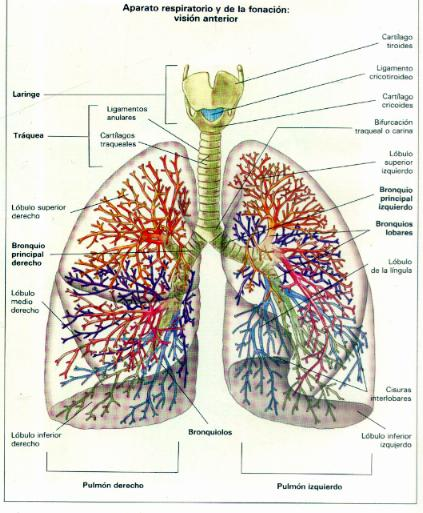 Aparato respiratorio y de la fonación:
visión anterior
Cartílago
tiroides
Ligamento
cricotiroideo
Laringe
Cartílago
cricoides
Ligamentos
anulares
Bifurcación
traqueal o carina
Tráquea
Cartílagos
traqueales
Lóbulo
superior
izquierdo
Bronquio
principal
izquierdo
Lóbulo superior
derecho
Bronquios
lobares
Bronquio
principal
derecho
Lóbulo
de la língula
Lóbulo
medio
derecho
Cisuras
interlobares
Lóbulo inferior
derecho
Bronquiolos
Lóbulo inferior
izquierdo
Pulmón derecho
Pulmón izquierdo